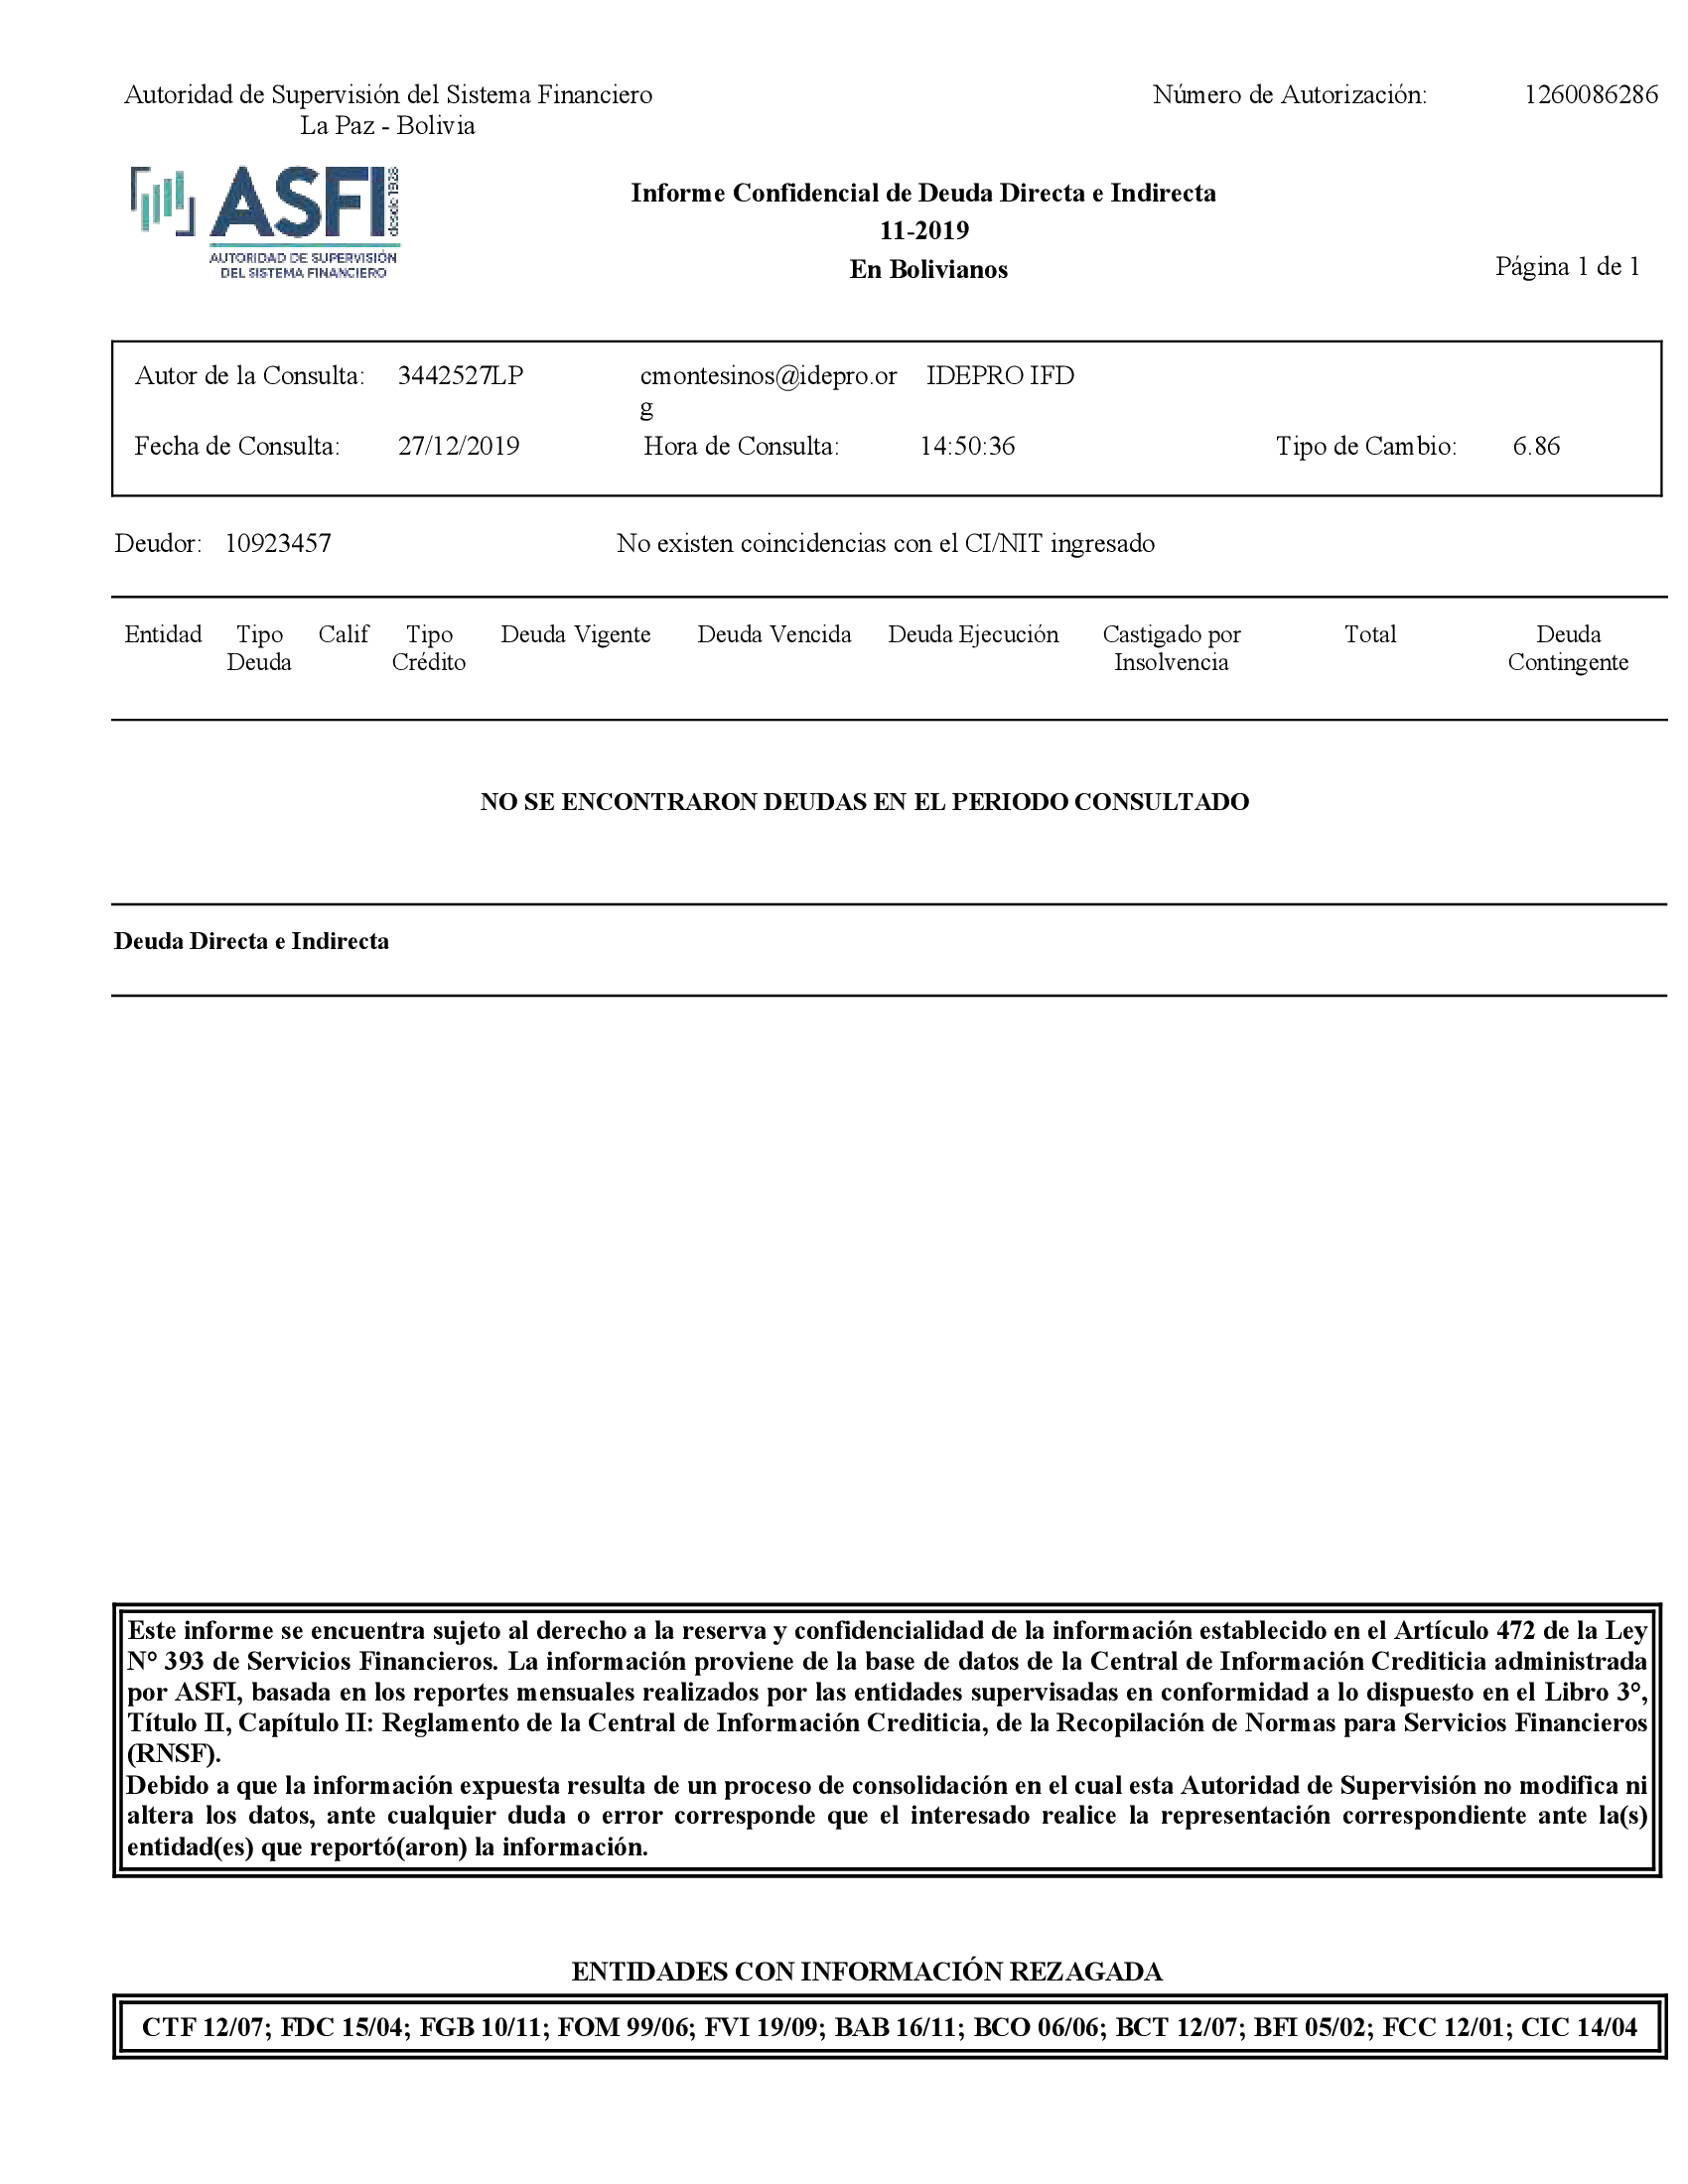 Autoridad de Supervisión del Sistema Financiero
La Paz - Bolivia
Número de Autorización: 1260086286
ASFI desde 1928
AUTORIDAD DE SUPERVISIÓN
DEL SISTEMA FINANCIERO
Informe Confidencial de Deuda Directa e Indirecta
11-2019
En Bolivianos
Página 1 de 1
Autor de la Consulta: 3442527LP cmontesinos@idepro.or IDEPRO IFD
g
Fecha de Consulta: 27/12/2019 Hora de Consulta: 14:50:36 Tipo de Cambio: 6.86
Deudor: 10923457 No existen coincidencias con el CI/NIT ingresado
Entidad Tipo Calif Tipo Deuda Vigente Deuda Vencida Deuda Ejecución Castigado por Total Deuda
Deuda Crédito Insolvencia Contingente
NO SE ENCONTRARON DEUDAS EN EL PERIODO CONSULTADO
Deuda Directa e Indirecta
Este informe se encuentra sujeto al derecho a la reserva y confidencialidad de la información establecido en el Artículo 472 de la Ley
N° 393 de Servicios Financieros. La información proviene de la base de datos de la Central de Información Crediticia administrada
por ASFI, basada en los reportes mensuales realizados por las entidades supervisadas en conformidad a lo dispuesto en el Libro 3°,
Título II, Capítulo II: Reglamento de la Central de Información Crediticia, de la Recopilación de Normas para Servicios Financieros
(RNSF).
Debido a que la información expuesta resulta de un proceso de consolidación en el cual esta Autoridad de Supervisión no modifica ni
altera los datos, ante cualquier duda o error corresponde que el interesado realice la representación correspondiente ante la(s)
entidad(es) que reportó(aron) la información.
ENTIDADES CON INFORMACIÓN REZAGADA
CTF 12/07; FDC 15/04; FGB 10/11; FOM 99/06; FVI 19/09; BAB 16/11; BCO 06/06; BCT 12/07; BFI 05/02; FCC 12/01; CIC 14/04